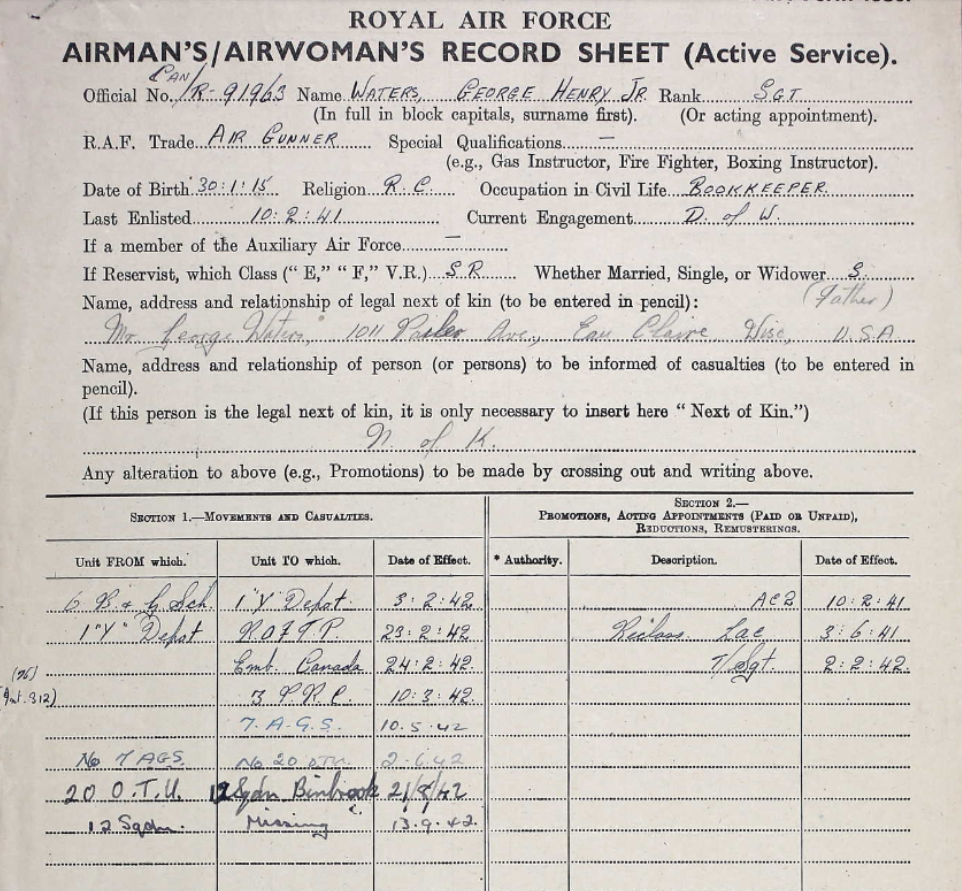 ROYAL AIR FORCE
AIRMAN'S/AIRWOMAN'S RECORD SHEET (Active Service).
CAN/
Official No. R-91963 Name WATERS, GEORGE HENRY JR Rank SGT
(In full in block capitals, surname first). (Or acting appointment).
R.A.F. Trade AIR GUNNER Special Qualifications —
(e.g., Gas Instructor, Fire Fighter, Boxing Instructor).
Date of Birth 30:1:15 Religion R.C. Occupation in Civil Life BOOKKEEPER.
Last Enlisted 10:2:41 Current Engagement D. of W.
If a member of the Auxiliary Air Force —
If Reservist, which Class ("E," "F," V.R.) S R Whether Married, Single, or Widower S.
Name, address and relationship of legal next of kin (to be entered in pencil): (Father)
Mr. George Waters, 1011 Ave., Eau Claire Wisc, U.S.A.
Name, address and relationship of person (or persons) to be informed of casualties (to be entered in
pencil).
(If this person is the legal next of kin, it is only necessary to insert here "Next of Kin.")
N. of K.
Any alteration to above (e.g., Promotions) to be made by crossing out and writing above.
SECTION 1.—MOVEMENTS AND CASUALTIES. SECTION 2.—
PROMOTIONS, ACTING APPOINTMENTS (PAID OR UNPAID),
REDUCTIONS, REMUSTERINGS.
Unit FROM which. Unit TO which. Date of Effect. * Authority. Description. Date of Effect.
6 B. & G. Sch. 1 "Y" Depot 3:2:42 AC2 10:2:41
1 "Y" Depot R.A.F.T.P. 23:2:42 Reclass. Lac 3:6:41
Emb. Canada 24:2:42 T/Sgt. 2:2:42.
3 P.R.C. 10:3:42
7. A.G.S. 10.5.42
No 7 AGS. No 20 OTU 2.6.42
20 O.T.U. 12 Sqdn Binbrook 21/8/42
12 Sqdn. Missing 13.9.42.